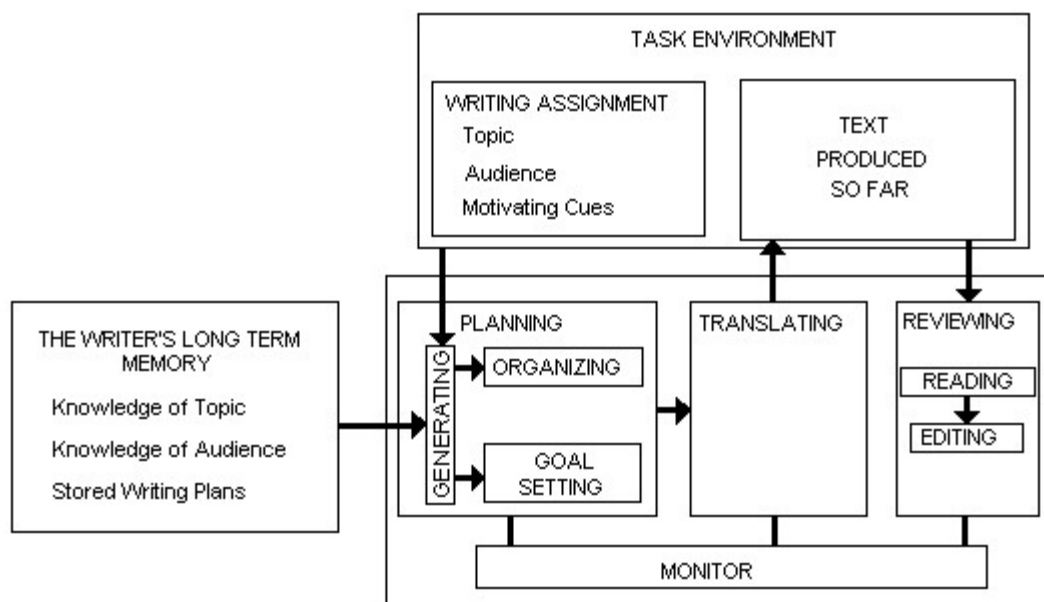 TASK ENVIRONMENT
WRITING ASSIGNMENT
Topic
Audience
Motivating Cues
TEXT
PRODUCED
SO FAR
THE WRITER'S LONG TERM
MEMORY
Knowledge of Topic
Knowledge of Audience
Stored Writing Plans
PLANNING
GENERATING
ORGANIZING
GOAL
SETTING
TRANSLATING
REVIEWING
READING
EDITING
MONITOR